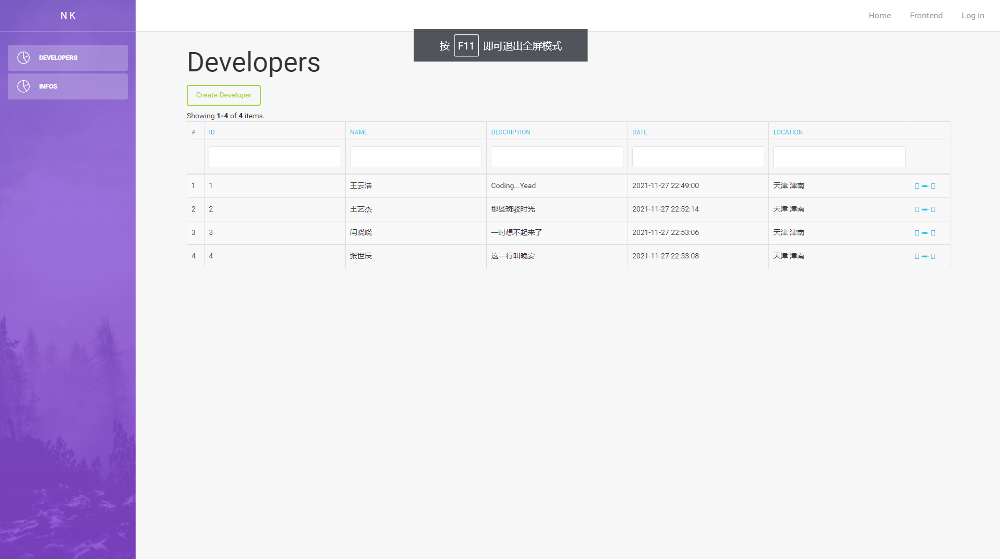 N K
Home Frontend Log in
DEVELOPERS
INFOS
按 F11 即可退出全屏模式
Developers
Create Developer
Showing 1-4 of 4 items.
# ID NAME DESCRIPTION DATE LOCATION
1 1 王云浩 Coding...Yead 2021-11-27 22:49:00 天津 津南
2 2 王艺杰 那些斑驳时光 2021-11-27 22:52:14 天津 津南
3 3 闫晓晓 一时想不起来了 2021-11-27 22:53:06 天津 津南
4 4 张世辰 这一行叫晚安 2021-11-27 22:53:08 天津 津南